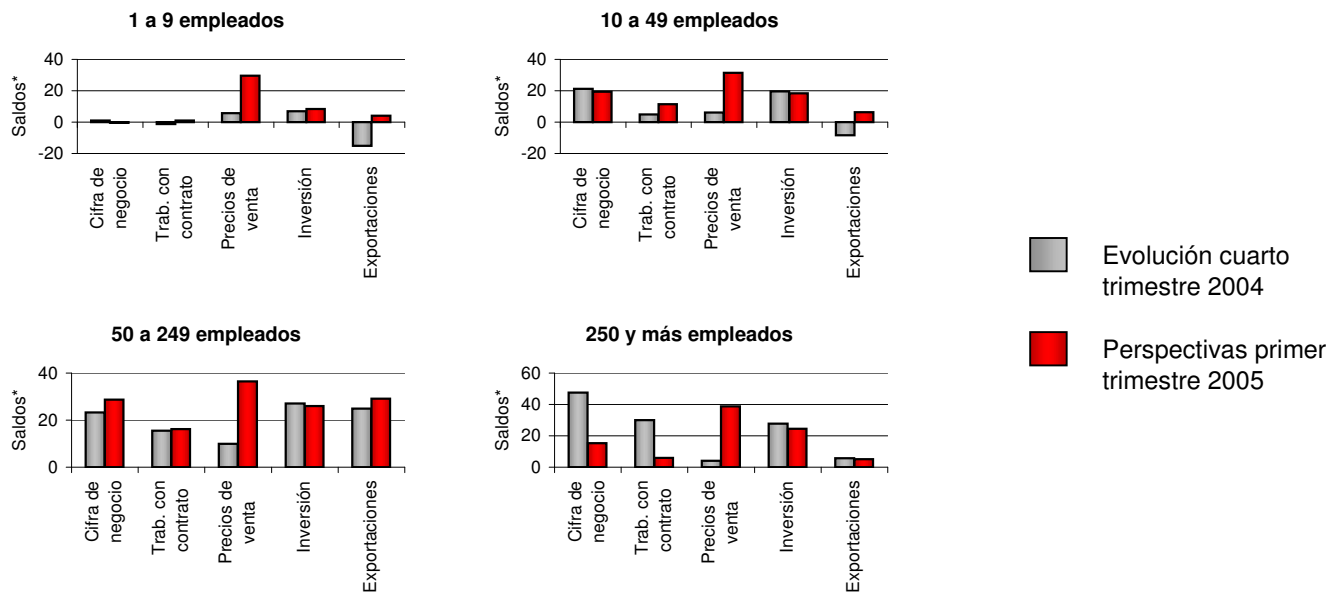 1 a 9 empleados
Saldos*
40
20
0
-20
Cifra de
negocio
Trab. con
contrato
Precios de
venta
Inversión
Exportaciones
10 a 49 empleados
Saldos*
40
20
0
-20
Cifra de
negocio
Trab. con
contrato
Precios de
venta
Inversión
Exportaciones
50 a 249 empleados
Saldos*
40
20
0
Cifra de
negocio
Trab. con
contrato
Precios de
venta
Inversión
Exportaciones
250 y más empleados
Saldos*
60
40
20
0
Cifra de
negocio
Trab. con
contrato
Precios de
venta
Inversión
Exportaciones
Evolución cuarto
trimestre 2004
Perspectivas primer
trimestre 2005